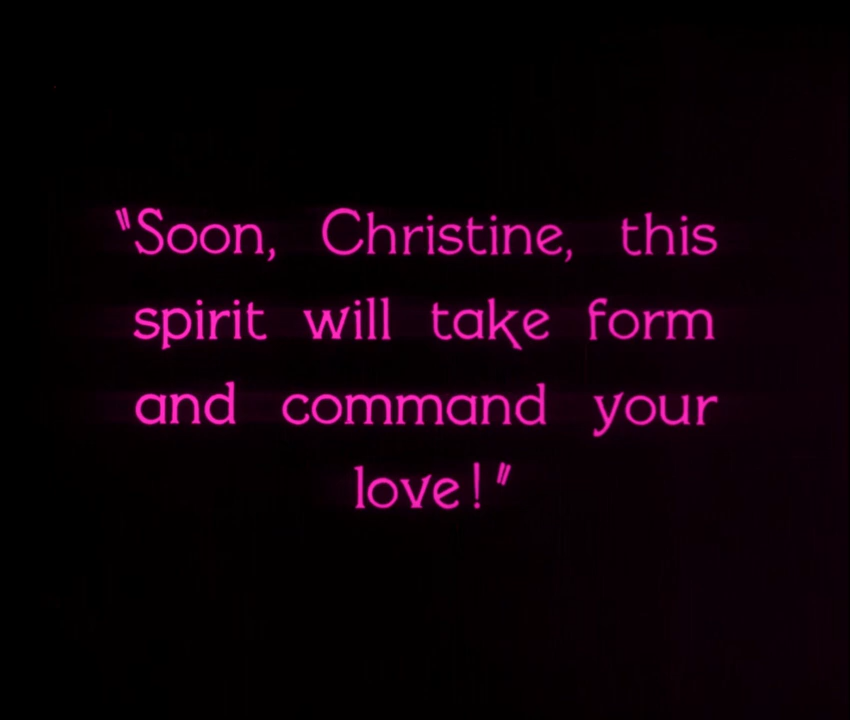 "Soon, Christine, this
spirit will take form
and command your
love!"